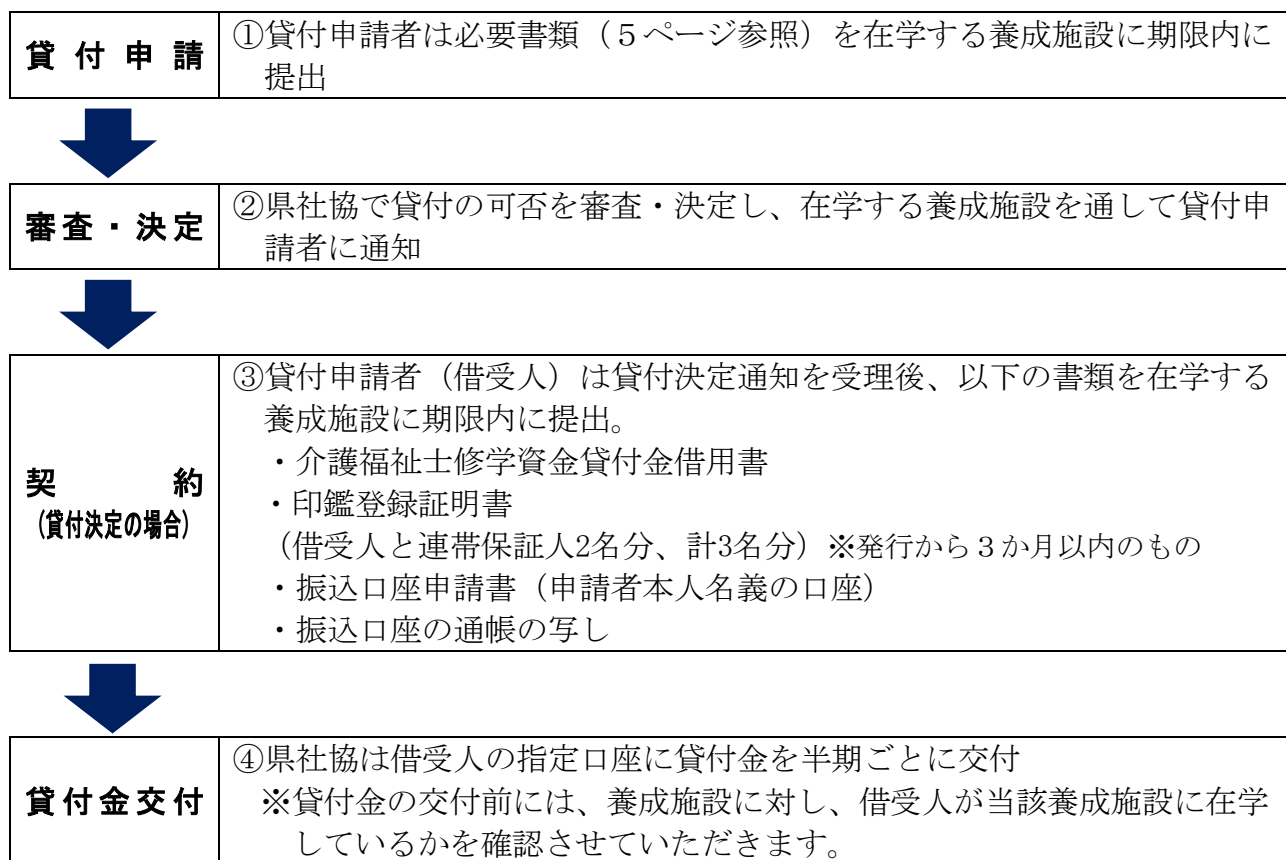 貸付申請
①貸付申請者は必要書類（５ページ参照）を在学する養成施設に期限内に
提出
審査・決定
②県社協で貸付の可否を審査・決定し、在学する養成施設を通して貸付申
請者に通知
契約
（貸付決定の場合）
③貸付申請者（借受人）は貸付決定通知を受理後、以下の書類を在学する
養成施設に期限内に提出。
・介護福祉士修学資金貸付金借用書
・印鑑登録証明書
（借受人と連帯保証人2名分、計3名分）※発行から３か月以内のもの
・振込口座申請書（申請者本人名義の口座）
・振込口座の通帳の写し
貸付金交付
④県社協は借受人の指定口座に貸付金を半期ごとに交付
※貸付金の交付前には、養成施設に対し、借受人が当該養成施設に在学
しているかを確認させていただきます。